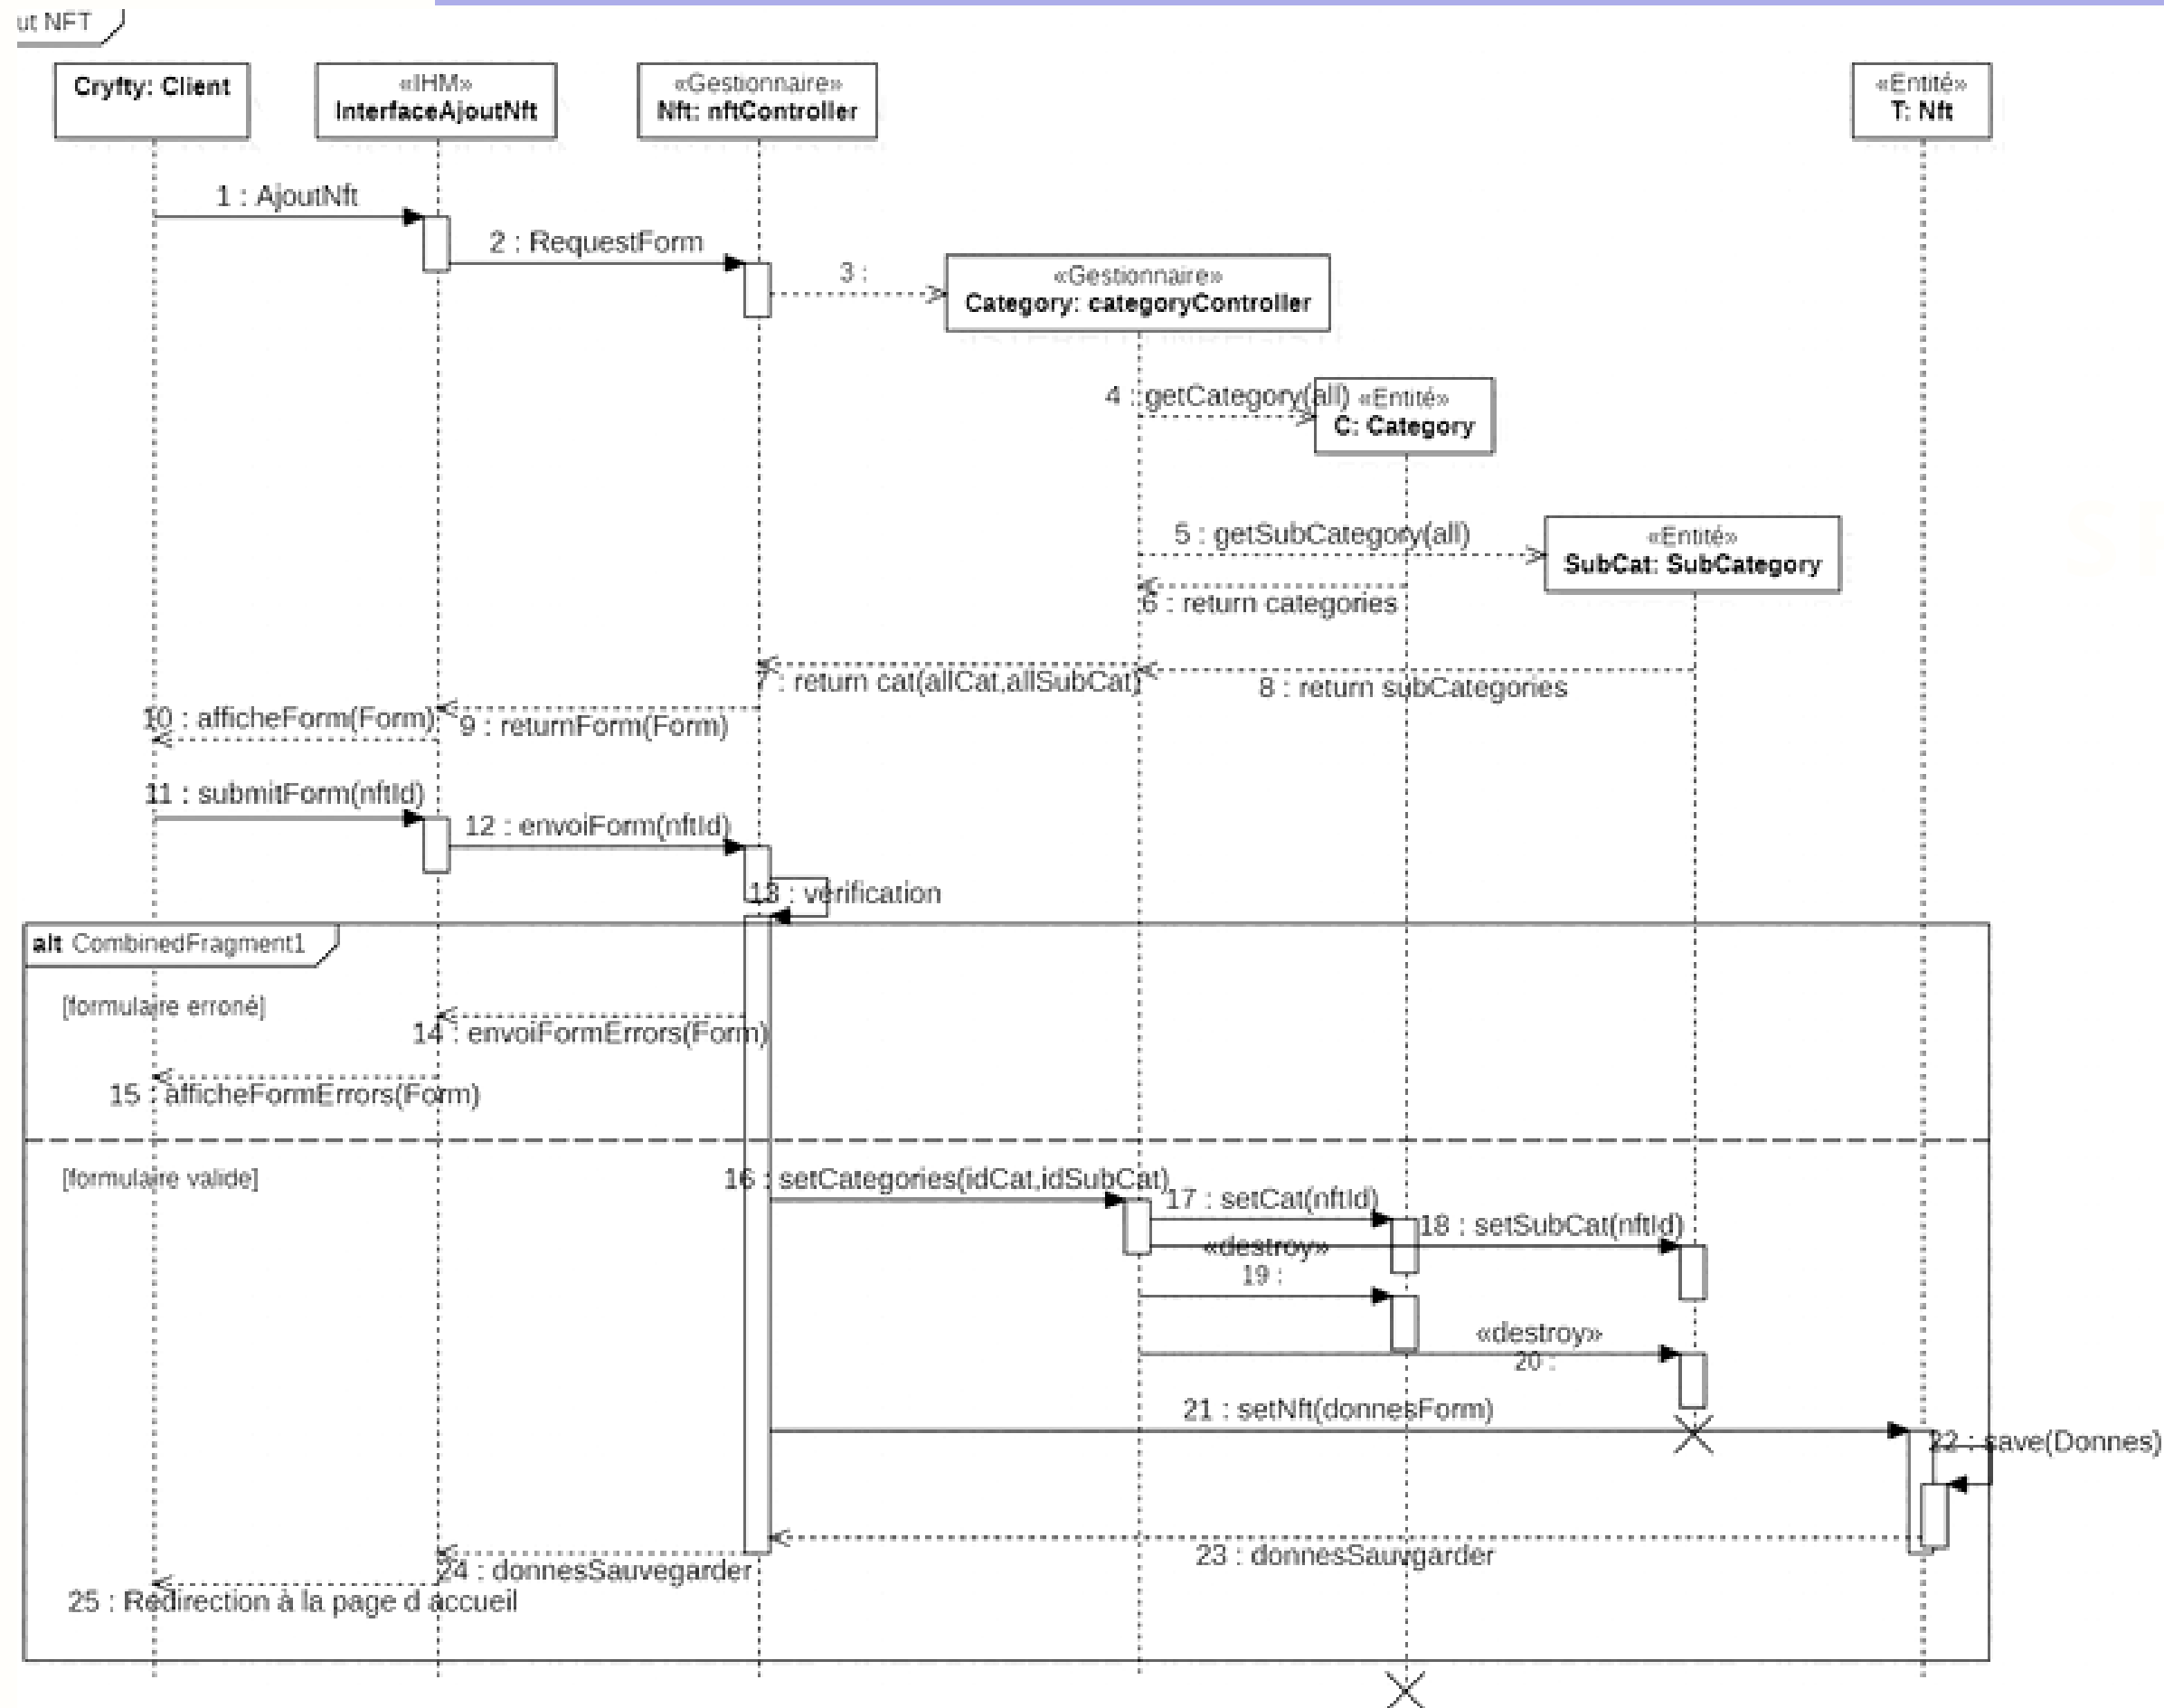 ut NFT
Cryfty: Client
«IHM»
InterfaceAjoutNft
«Gestionnaire»
Nft: nftController
«Entité»
T: Nft
1 : AjoutNft
2 : RequestForm
3 :
«Gestionnaire»
Category: categoryController
4 : getCategory(all)
«Entité»
C: Category
5 : getSubCategory(all)
«Entité»
SubCat: SubCategory
6 : return categories
7 : return cat(allCat,allSubCat)
8 : return subCategories
10 : afficheForm(Form)
9 : returnForm(Form)
11 : submitForm(nftId)
12 : envoiForm(nftId)
13 : vérification
alt CombinedFragment1
[formulaire erroné]
14 : envoiFormErrors(Form)
15 : afficheFormErrors(Form)
[formulaire valide]
16 : setCategories(idCat,idSubCat)
17 : setCat(nftId)
18 : setSubCat(nftId)
«destroy»
19 :
«destroy»
20 :
21 : setNft(donnesForm)
22 : save(Donnes)
23 : donnesSauvgarder
24 : donnesSauvegarder
25 : Redirection à la page d accueil